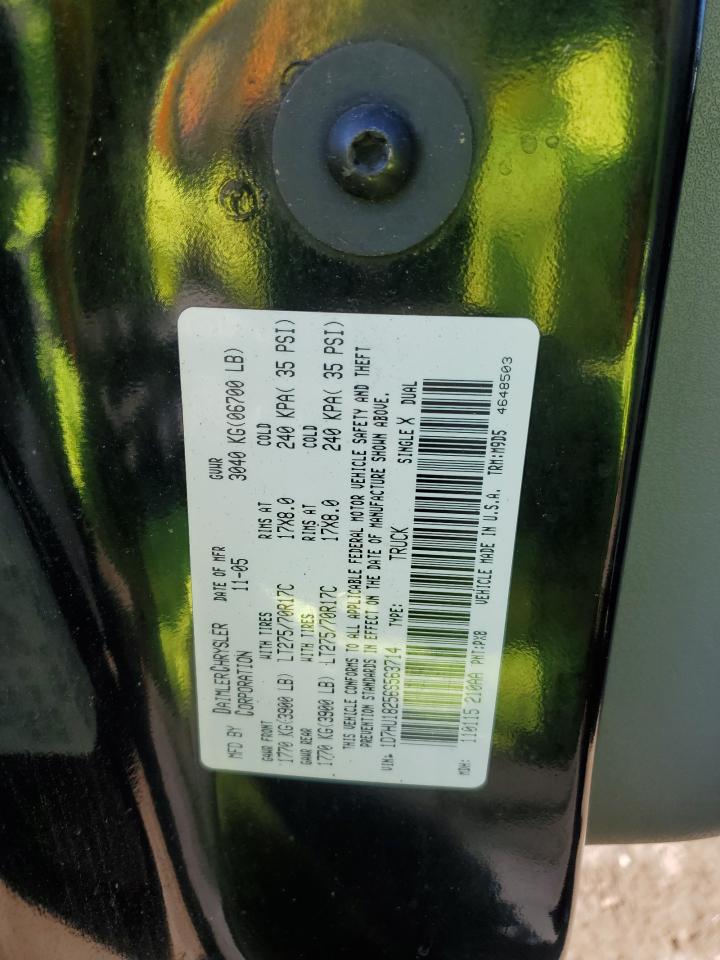 MFD BY DAIMLERCHRYSLER CORPORATION DATE OF MFR 11-05 GVWR 3040 KG(06700 LB)
GAWR FRONT WITH TIRES RIMS AT COLD
1770 KG(3900 LB) LT275/70R17C 17X8.0 240 KPA( 35 PSI)
GAWR REAR WITH TIRES RIMS AT COLD
1770 KG(3900 LB) LT275/70R17C 17X8.0 240 KPA( 35 PSI)
THIS VEHICLE CONFORMS TO ALL APPLICABLE FEDERAL MOTOR VEHICLE SAFETY AND THEFT
PREVENTION STANDARDS IN EFFECT ON THE DATE OF MANUFACTURE SHOWN ABOVE.
VIN: 1D7HU18256S563714 TYPE: TRUCK SINGLE X DUAL
MDH: 110115 210AA PNT:PX8 VEHICLE MADE IN U.S.A. TRM:M9D5 4648503